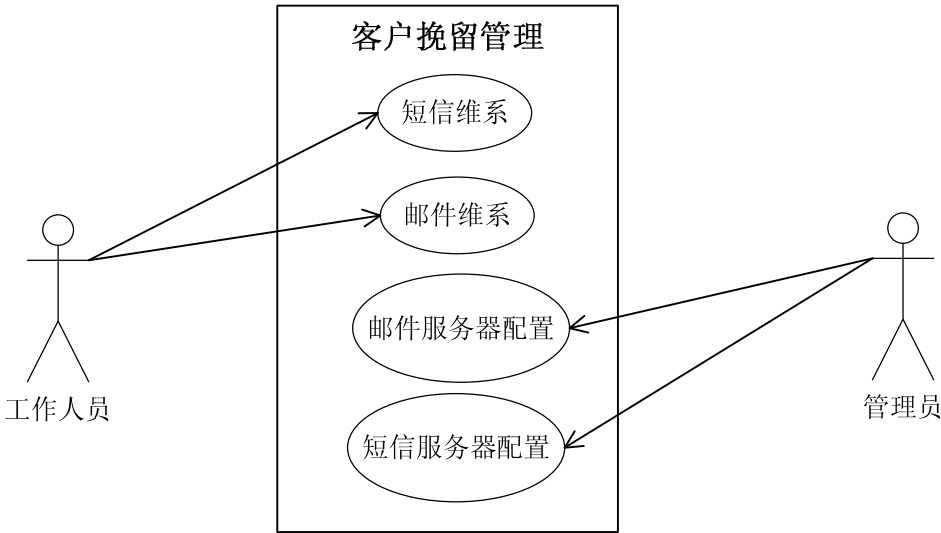 客户挽留管理
短信维系
邮件维系
邮件服务器配置
短信服务器配置
工作人员
管理员